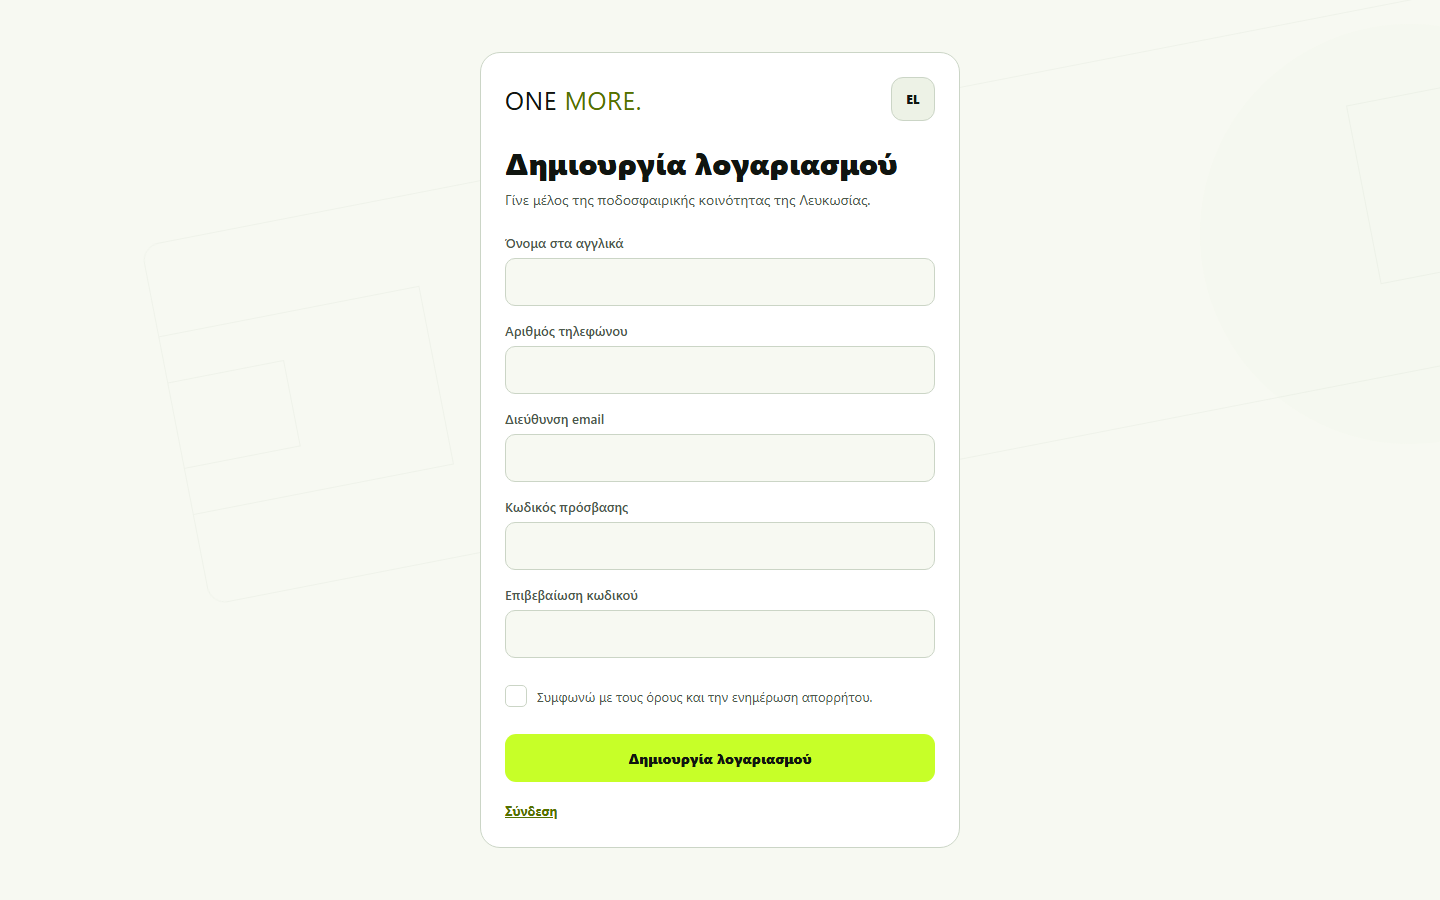 ONE MORE.
EL
Δημιουργία λογαριασμού
Γίνε μέλος της ποδοσφαιρικής κοινότητας της Λευκωσίας.
Όνομα στα αγγλικά
Αριθμός τηλεφώνου
Διεύθυνση email
Κωδικός πρόσβασης
Επιβεβαίωση κωδικού
Συμφωνώ με τους όρους και την ενημέρωση απορρήτου.
Δημιουργία λογαριασμού
Σύνδεση